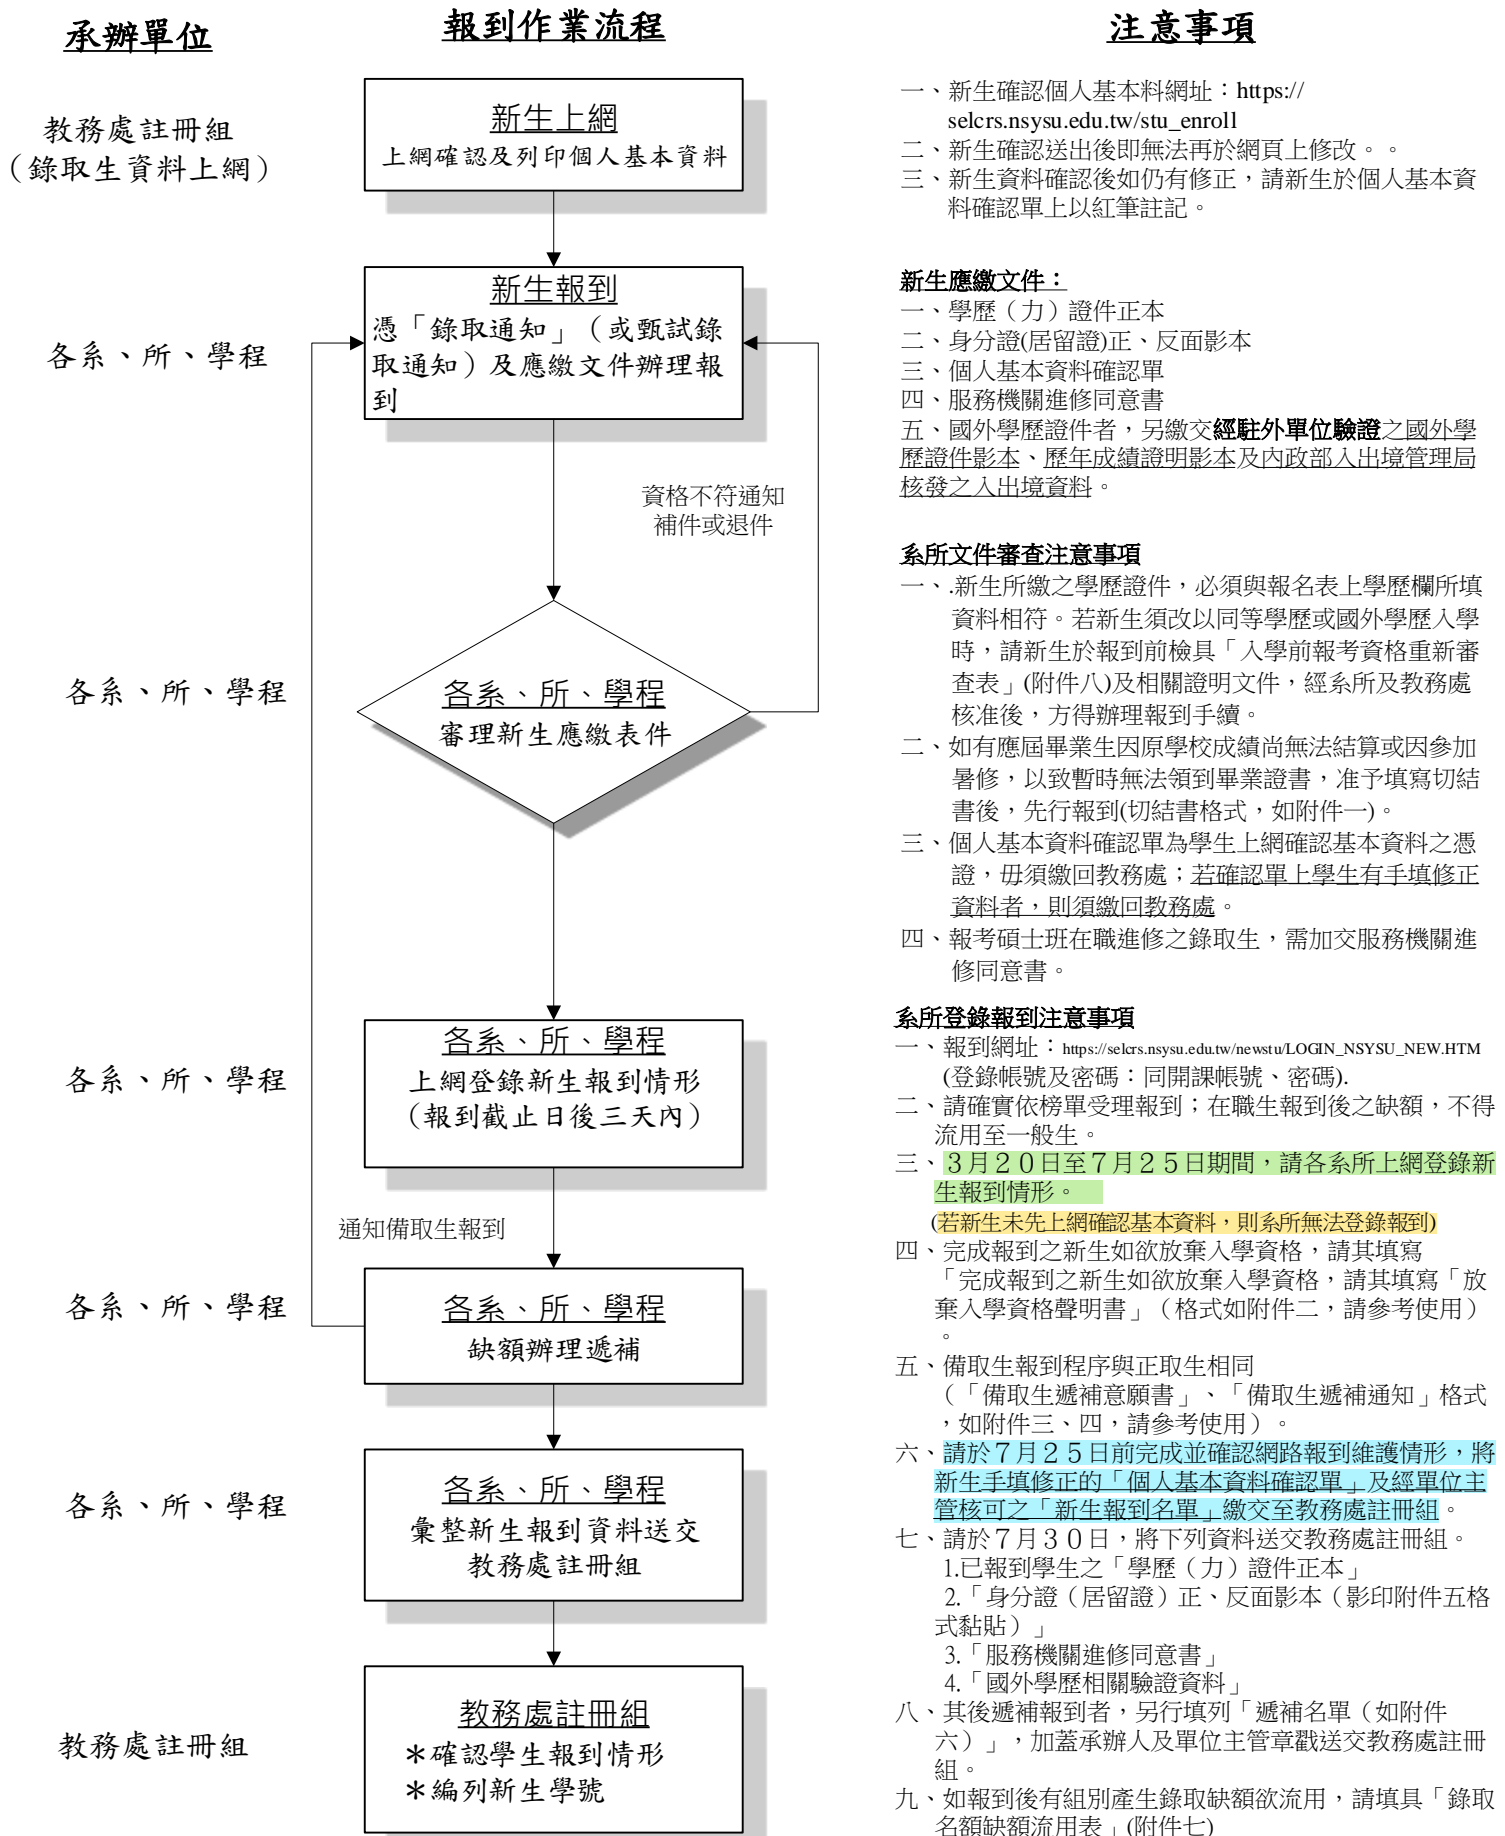 承辦單位
教務處註冊組
（錄取生資料上網）
各系、所、學程
各系、所、學程
各系、所、學程
各系、所、學程
各系、所、學程
教務處註冊組
報到作業流程
新生上網
上網確認及列印個人基本資料
新生報到
憑「錄取通知」（或甄試錄
取通知）及應繳文件辦理報
到
資格不符通知
補件或退件
各系、所、學程
審理新生應繳表件
各系、所、學程
上網登錄新生報到情形
（報到截止日後三天內）
通知備取生報到
各系、所、學程
缺額辦理遞補
各系、所、學程
彙整新生報到資料送交
教務處註冊組
教務處註冊組
＊確認學生報到情形
＊編列新生學號
注意事項
一、新生確認個人基本料網址：https://
selcrs.nsysu.edu.tw/stu_enroll
二、新生確認送出後即無法再於網頁上修改。。
三、新生資料確認後如仍有修正，請新生於個人基本資
料確認單上以紅筆註記。
新生應繳文件：
一、學歷（力）證件正本
二、身分證(居留證)正、反面影本
三、個人基本資料確認單
四、服務機關進修同意書
五、國外學歷證件者，另繳交經駐外單位驗證之國外學
歷證件影本、歷年成績證明影本及內政部入出境管理局
核發之入出境資料。
系所文件審查注意事項
一、.新生所繳之學歷證件，必須與報名表上學歷欄所填
資料相符。若新生須改以同等學歷或國外學歷入學
時，請新生於報到前檢具「入學前報考資格重新審
查表」(附件八)及相關證明文件，經系所及教務處
核准後，方得辦理報到手續。
二、如有應屆畢業生因原學校成績尚無法結算或因參加
暑修，以致暫時無法領到畢業證書，准予填寫切結
書後，先行報到(切結書格式，如附件一)。
三、個人基本資料確認單為學生上網確認基本資料之憑
證，毋須繳回教務處；若確認單上學生有手填修正
資料者，則須繳回教務處。
四、報考碩士班在職進修之錄取生，需加交服務機關進
修同意書。
系所登錄報到注意事項
一、報到網址：https://selcrs.nsysu.edu.tw/newstu/LOGIN_NSYSU_NEW.HTM
(登錄帳號及密碼：同開課帳號、密碼).
二、請確實依榜單受理報到；在職生報到後之缺額，不得
流用至一般生。
三、３月２０日至７月２５日期間，請各系所上網登錄新
生報到情形。
(若新生未先上網確認基本資料，則系所無法登錄報到)
四、完成報到之新生如欲放棄入學資格，請其填寫
「完成報到之新生如欲放棄入學資格，請其填寫「放
棄入學資格聲明書」（格式如附件二，請參考使用）
。
五、備取生報到程序與正取生相同
（「備取生遞補意願書」、「備取生遞補通知」格式
，如附件三、四，請參考使用）。
六、請於７月２５日前完成並確認網路報到維護情形，將
新生手填修正的「個人基本資料確認單」及經單位主
管核可之「新生報到名單」繳交至教務處註冊組。
七、請於７月３０日，將下列資料送交教務處註冊組。
1.已報到學生之「學歷（力）證件正本」
2.「身分證（居留證）正、反面影本（影印附件五格
式黏貼）」
3.「服務機關進修同意書」
4.「國外學歷相關驗證資料」
八、其後遞補報到者，另行填列「遞補名單（如附件
六）」，加蓋承辦人及單位主管章戳送交教務處註冊
組。
九、如報到後有組別產生錄取缺額欲流用，請填具「錄取
名額缺額流用表」(附件七)